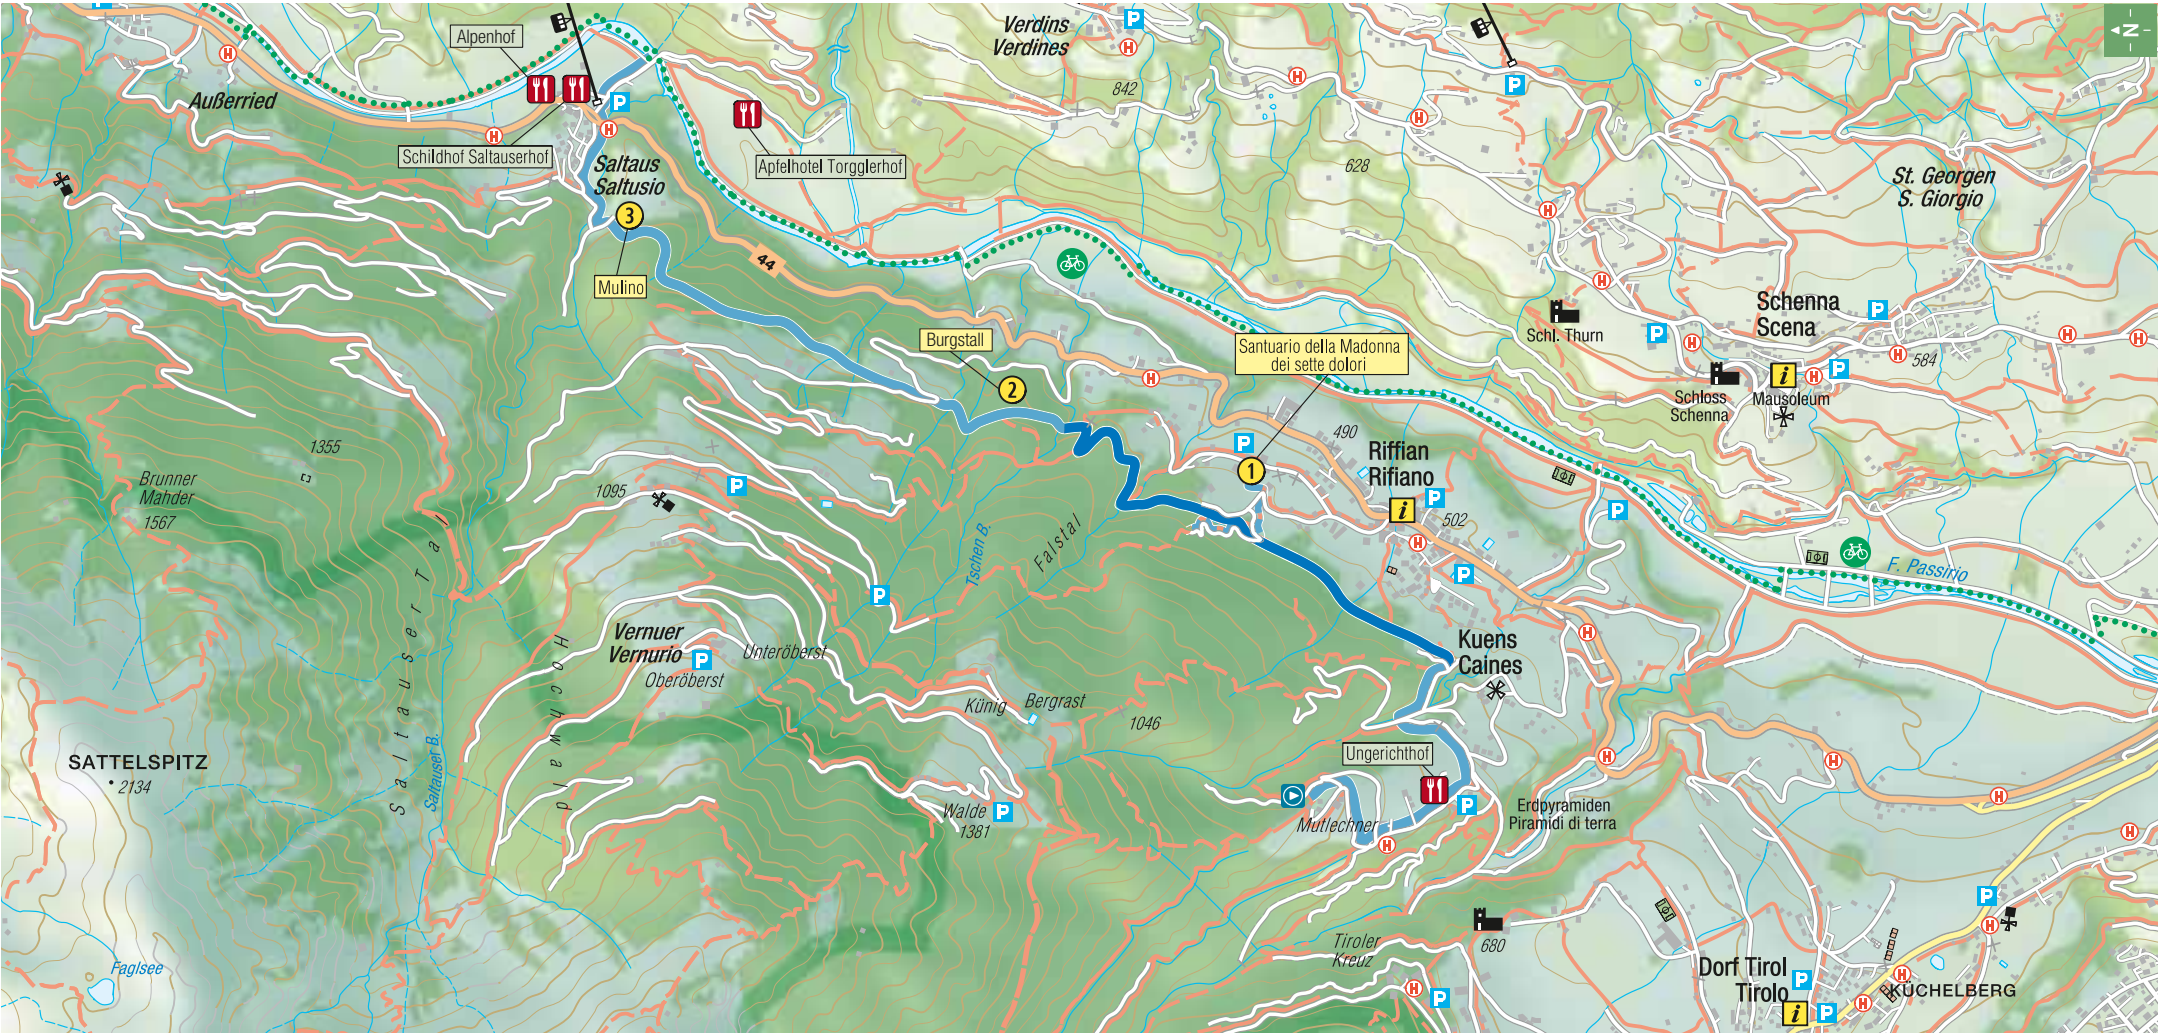 Alpenhof
Verdins
Verdines
N
Außerried
842
Schildhof Saltauserhof
Saltaus
Saltusio
Apfelhotel Torgglerhof
628
St. Georgen
S. Giorgio
3
Mulino
44
Schl. Thurn
Schenna
Scena
Burgstall
Santuario della Madonna
dei sette dolori
584
2
Schloss
Schenna
Mausoleum
1355
490
Riffian
Rifiano
1
Brunner
Mahder
1567
1095
502
Tschen B.
Falstal
F. Passirio
Saltauser Tal
Hochwald
Vernuer
Vernurio
Unteröberst
Oberöberst
Kuens
Caines
Künig
Bergrast
1046
Saltauser B.
SATTELSPITZ
2134
Ungerichthof
Walde
1381
Mutlechner
Erdpyramiden
Piramidi di terra
Tiroler
Kreuz
680
Faglsee
Dorf Tirol
Tirolo
KÜCHELBERG